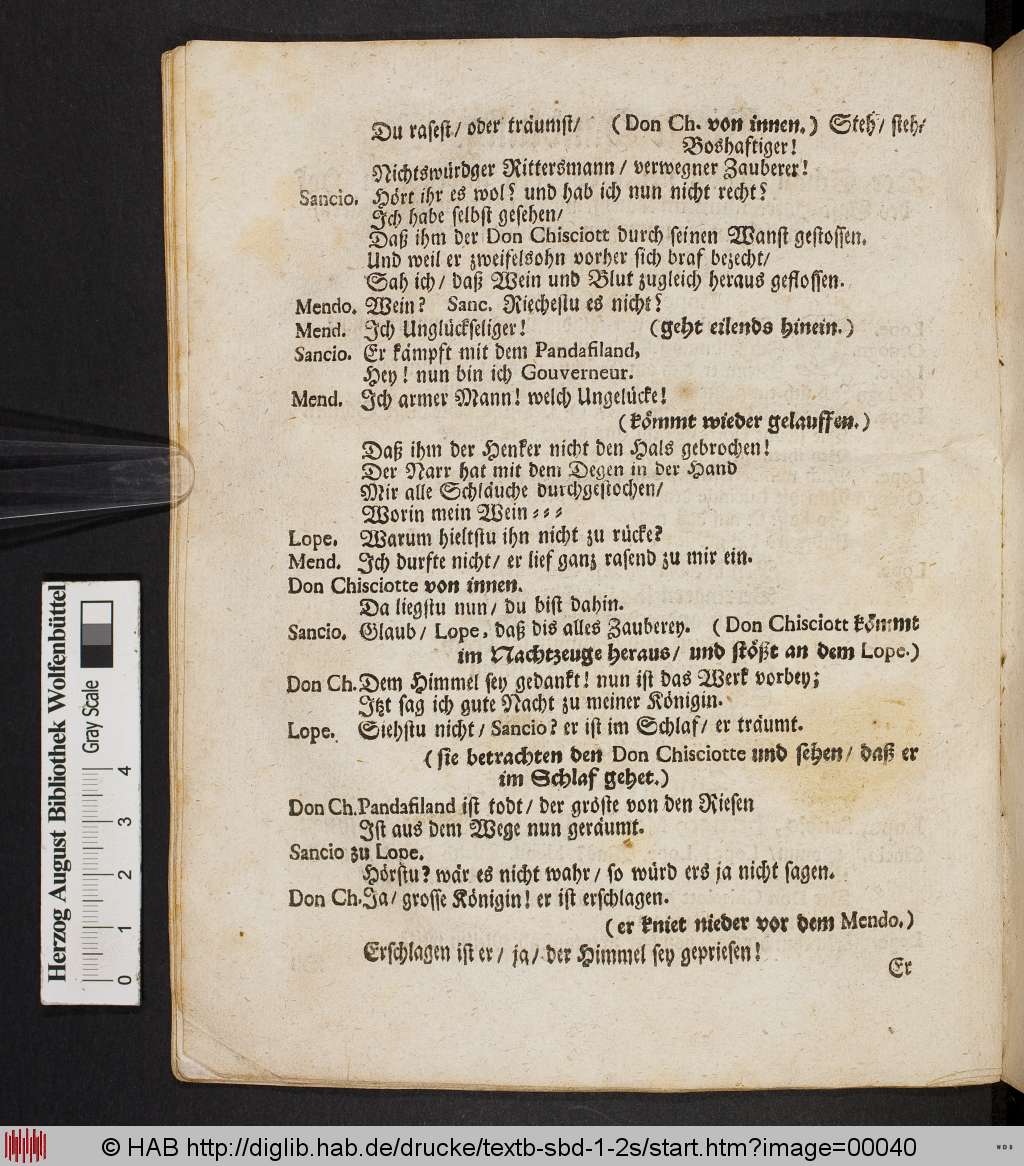 Du rasest/ oder träumst/ (Don Ch. von innen.) Steh/ steh/
Boshaftiger!
Nichtswürdger Rittersmann/ verwegner Zauberer!
Sancio. Hört ihr es wol? und hab ich nun nicht recht?
Ich habe selbst gesehen/
Daß ihm der Don Chisciott durch seinen Wanst gestossen.
Und weil er zweifelsohn vorher sich braf bezecht/
Sah ich/ daß Wein und Blut zugleich heraus geflossen.
Mendo. Wein? Sanc. Riechestu es nicht?
Mend. Ich Unglückseliger! (geht eilends hinein.)
Sancio. Er kämpft mit dem Pandafiland,
Hey! nun bin ich Gouverneur.
Mend. Ich armer Mann! welch Ungelücke!
(kömmt wieder gelauffen.)
Daß ihm der Henker nicht den Hals gebrochen!
Der Narr hat mit dem Degen in der Hand
Mir alle Schläuche durchgestochen/
Worin mein Wein ⸗ ⸗ ⸗
Lope. Warum hieltstu ihn nicht zu rücke?
Mend. Ich durfte nicht/ er lief ganz rasend zu mir ein.
Don Chisciotte von innen.
Da liegstu nun/ du bist dahin.
Sancio. Glaub/ Lope, daß dis alles Zauberey. (Don Chisciott kömmt
im Nachtzeuge heraus/ und stößt an dem Lope.)
Don Ch. Dem Himmel sey gedankt! nun ist das Werk vorbey;
Itzt sag ich gute Nacht zu meiner Königin.
Lope. Siehstu nicht/ Sancio? er ist im Schlaf/ er träumt.
(sie betrachten den Don Chisciotte und sehen/ daß er
im Schlaf gehet.)
Don Ch. Pandafiland ist todt/ der gröste von den Riesen
Ist aus dem Wege nun geräumt.
Sancio zu Lope.
Hörstu? wär es nicht wahr/ so würd ers ja nicht sagen.
Don Ch. Ja/ grosse Königin! er ist erschlagen.
(er kniet nieder vor dem Mendo.)
Erschlagen ist er/ ja/ der Himmel sey gepriesen!
Er
Herzog August Bibliothek Wolfenbüttel
Gray Scale
0 1 2 3 4
© HAB http://diglib.hab.de/drucke/textb-sbd-1-2s/start.htm?image=00040